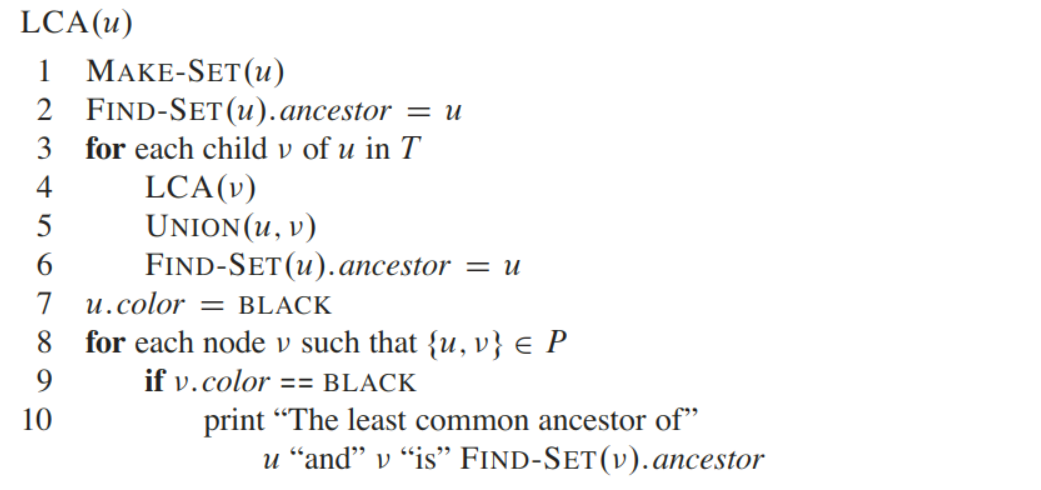 LCA(u)
1 MAKE-SET(u)
2 FIND-SET(u).ancestor = u
3 for each child v of u in T
4 LCA(v)
5 UNION(u, v)
6 FIND-SET(u).ancestor = u
7 u.color = BLACK
8 for each node v such that {u, v} ∈ P
9 if v.color == BLACK
10 print “The least common ancestor of”
u “and” v “is” FIND-SET(v).ancestor